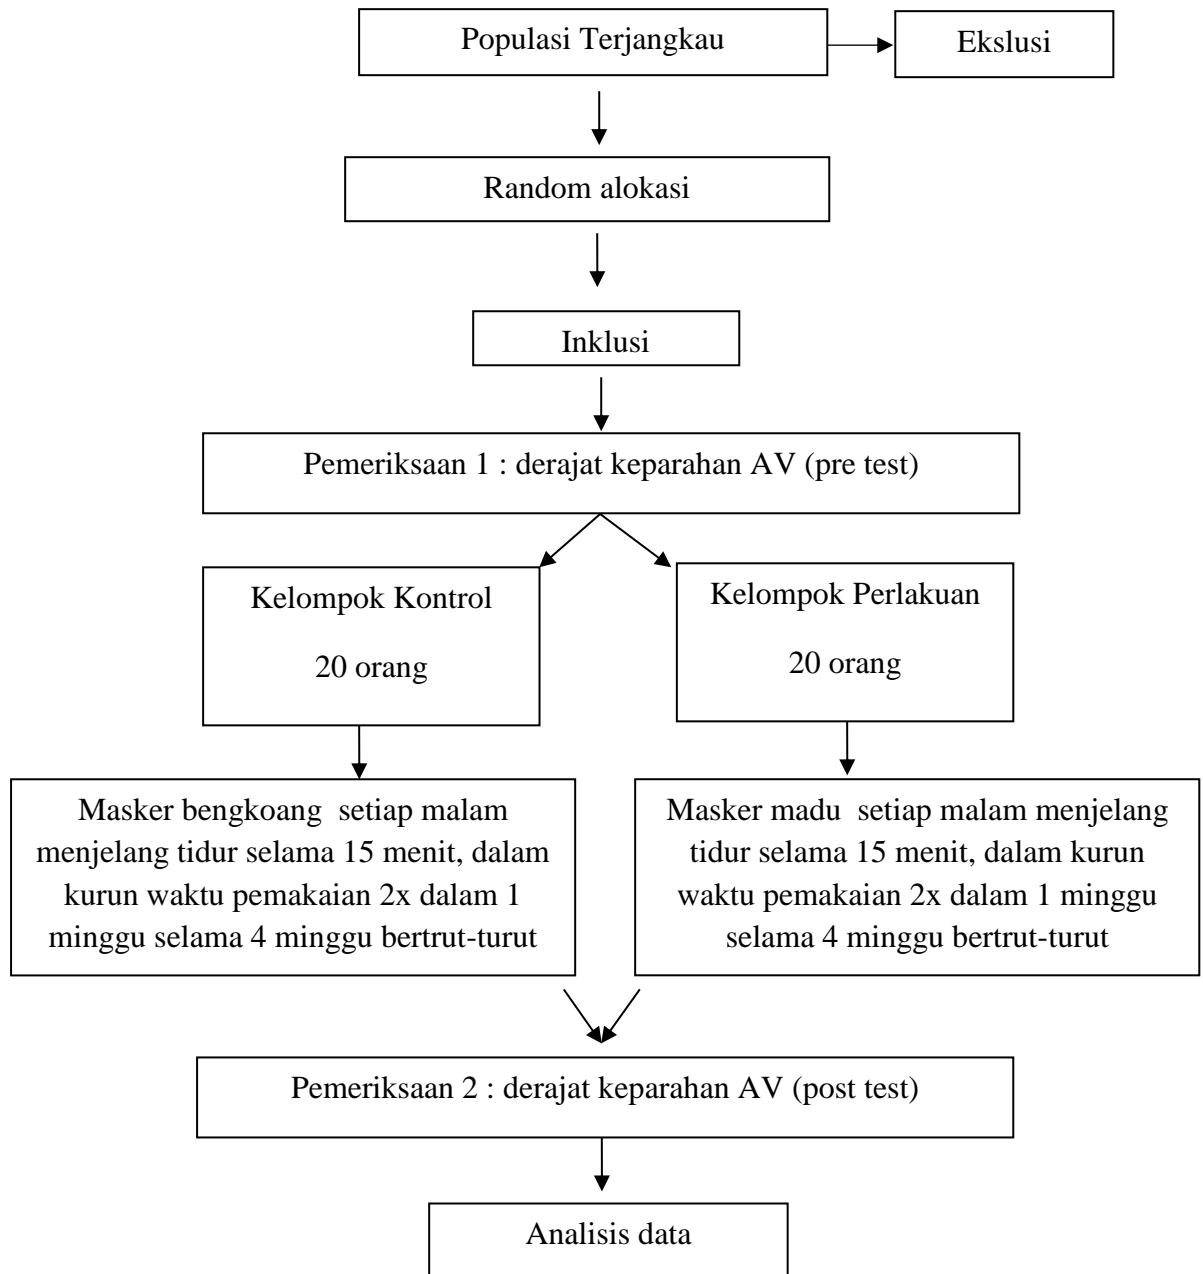 Populasi Terjangkau
Ekslusi
Random alokasi
Inklusi
Pemeriksaan 1 : derajat keparahan AV (pre test)
Kelompok Kontrol
20 orang
Kelompok Perlakuan
20 orang
Masker bengkoang setiap malam
menjelang tidur selama 15 menit, dalam
kurun waktu pemakaian 2x dalam 1
minggu selama 4 minggu bertrut-turut
Masker madu setiap malam menjelang
tidur selama 15 menit, dalam kurun
waktu pemakaian 2x dalam 1 minggu
selama 4 minggu bertrut-turut
Pemeriksaan 2 : derajat keparahan AV (post test)
Analisis data